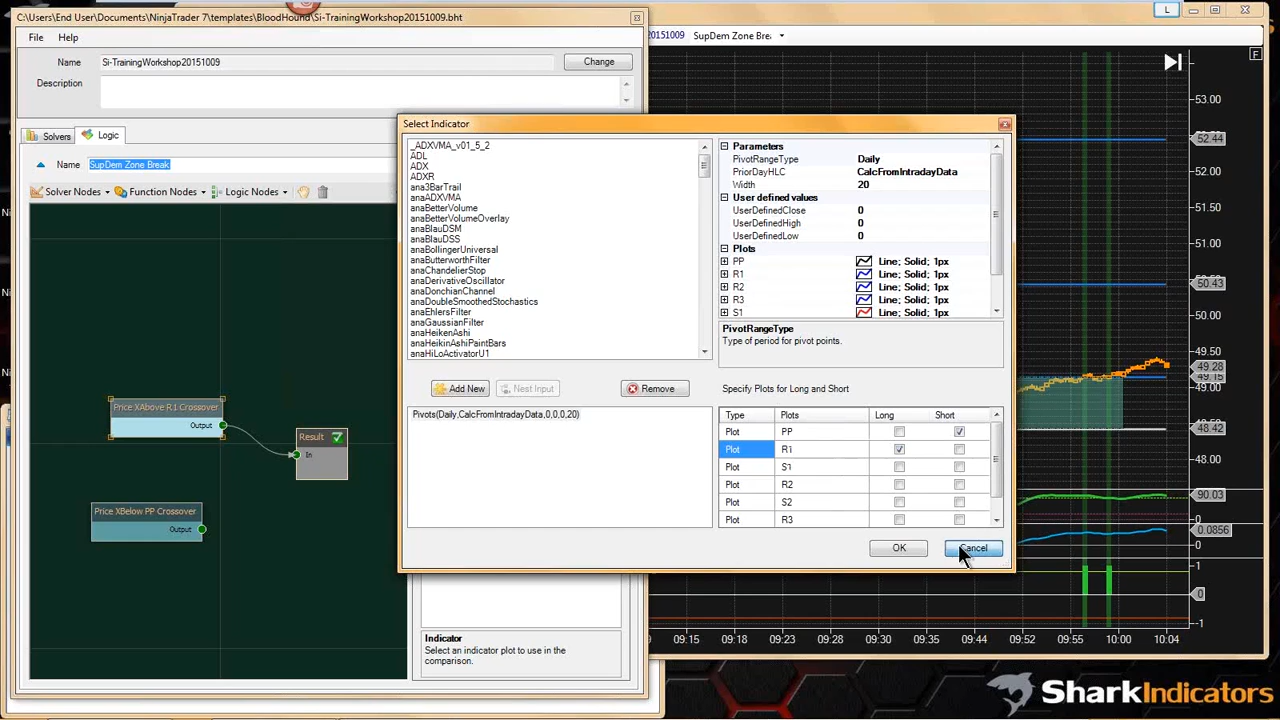 C:\Users\End User\Documents\NinjaTrader 7\templates\BloodHound\Si-TrainingWorkshop20151009.bht
File Help
Name Si-TrainingWorkshop20151009 Change
Description
Solvers Logic
Name SupDem Zone Break
Solver Nodes Function Nodes Logic Nodes
Price XAbove R1 Crossover
Output
Result
In
Price XBelow PP Crossover
Output
Select Indicator
_ADXVMA_v01_5_2
ADL
ADX
ADXR
ana3BarTrail
anaADXVMA
anaBetterVolume
anaBetterVolumeOverlay
anaBlauDSM
anaBlauDSS
anaBollingerUniversal
anaButterworthFilter
anaChandelierStop
anaDerivativeOscillator
anaDonchianChannel
anaDoubleSmoothedStochastics
anaEhlersFilter
anaGaussianFilter
anaHeikenAshi
anaHeikinAshiPaintBars
anaHiLoActivatorU1
Add New Nest Input Remove
Pivots(Daily,CalcFromIntradayData,0,0,0,20)
Parameters
PivotRangeType Daily
PriorDayHLC CalcFromIntradayData
Width 20
User defined values
UserDefinedClose 0
UserDefinedHigh 0
UserDefinedLow 0
Plots
PP Line; Solid; 1px
R1 Line; Solid; 1px
R2 Line; Solid; 1px
R3 Line; Solid; 1px
S1 Line; Solid; 1px
PivotRangeType
Type of period for pivot points.
Specify Plots for Long and Short
Type Plots Long Short
Plot PP
Plot R1
Plot S1
Plot R2
Plot S2
Plot R3
OK Cancel
Indicator
Select an indicator plot to use in the
comparison.
L
20151009 SupDem Zone Brea
F
53.00
52.44
52.00
51.50
51.00
50.43
50.00
49.50
49.28
49.00
48.42
48.00
90.03
0
0.0856
0
1
0
-1
09:15 09:18 09:23 09:28 09:35 09:44 09:52 09:55 10:00 10:04
SharkIndicators